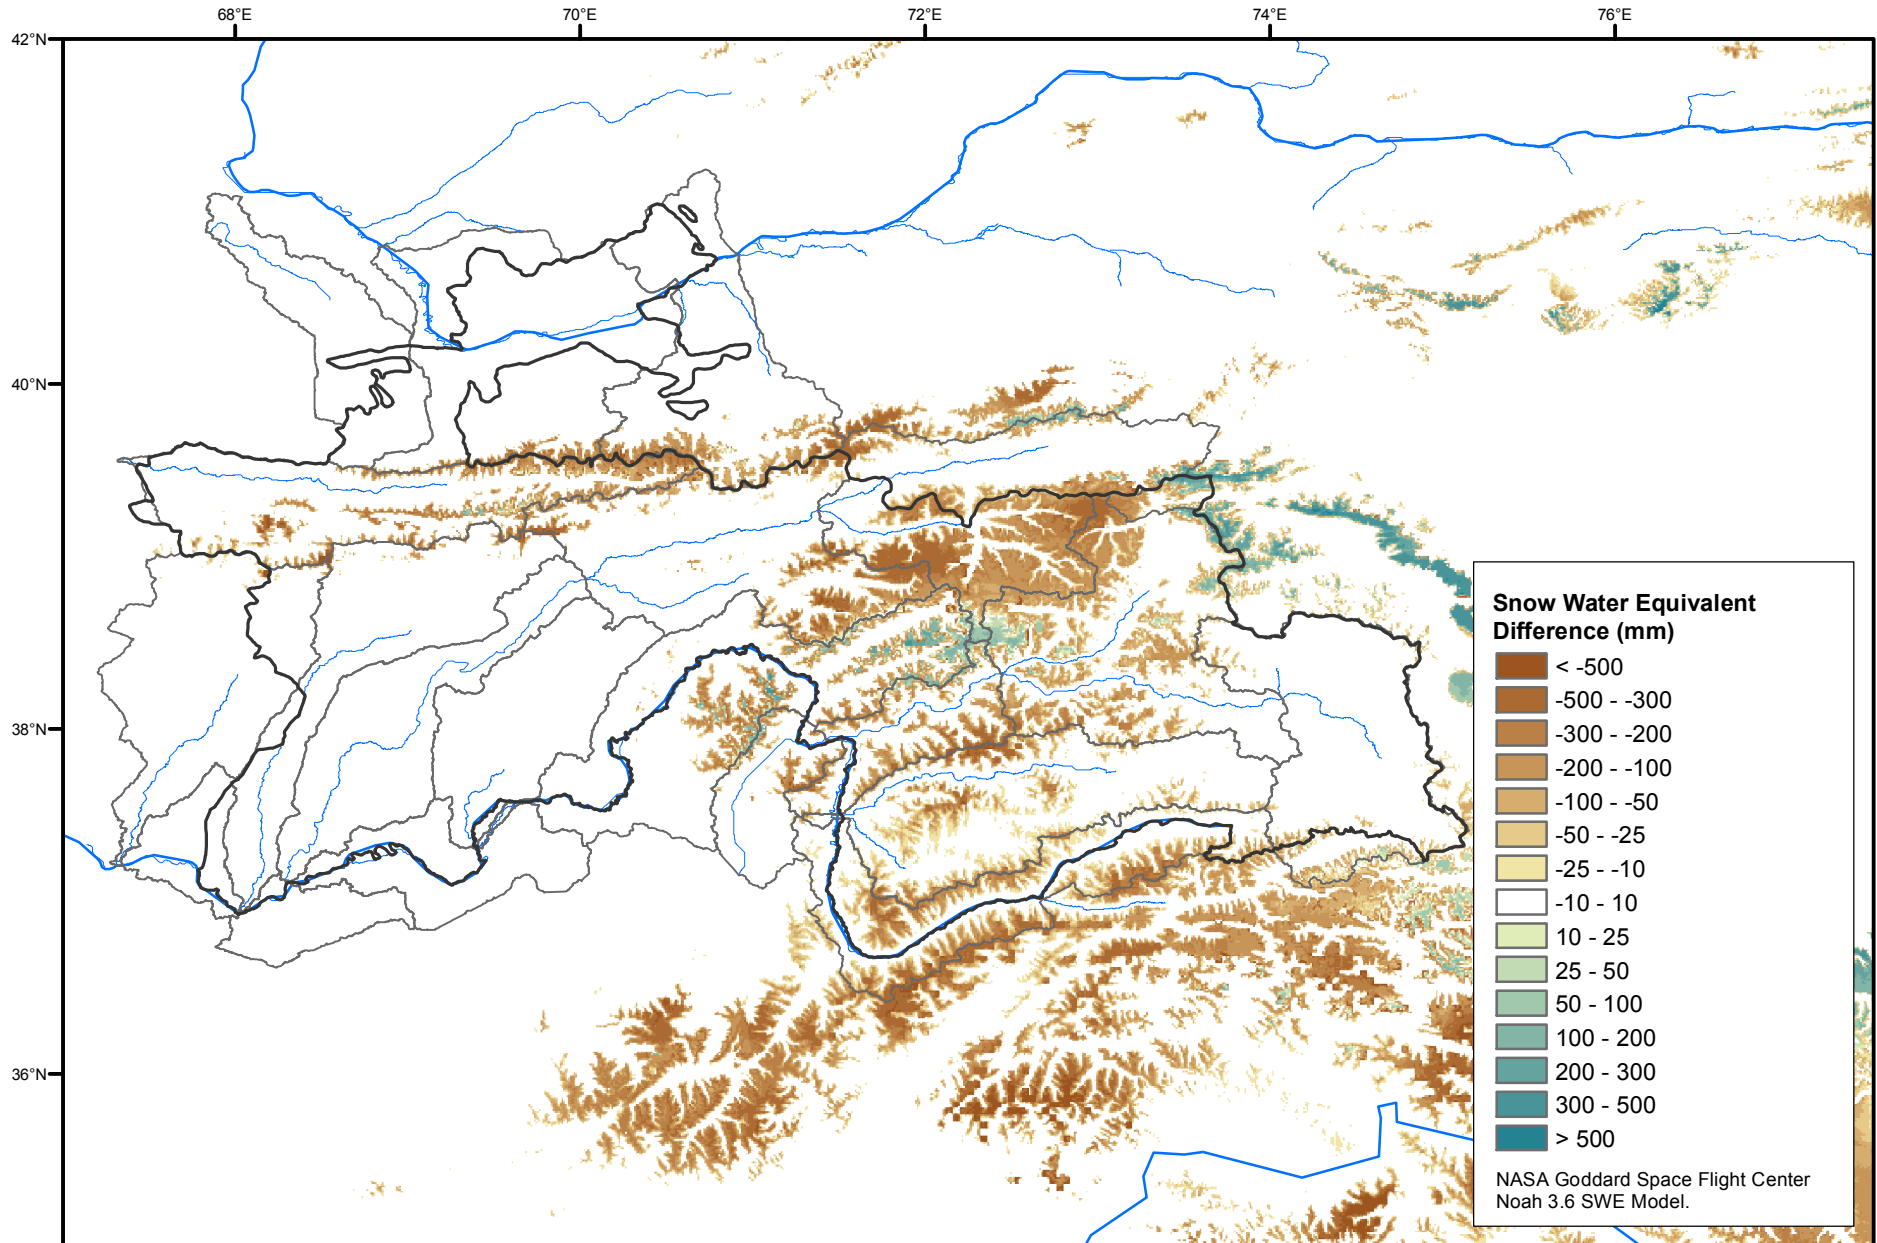 68°E 70°E 72°E 74°E 76°E
42°N
40°N
38°N
36°N
Snow Water Equivalent
Difference (mm)
< -500
-500 - -300
-300 - -200
-200 - -100
-100 - -50
-50 - -25
-25 - -10
-10 - 10
10 - 25
25 - 50
50 - 100
100 - 200
200 - 300
300 - 500
> 500
NASA Goddard Space Flight Center
Noah 3.6 SWE Model.